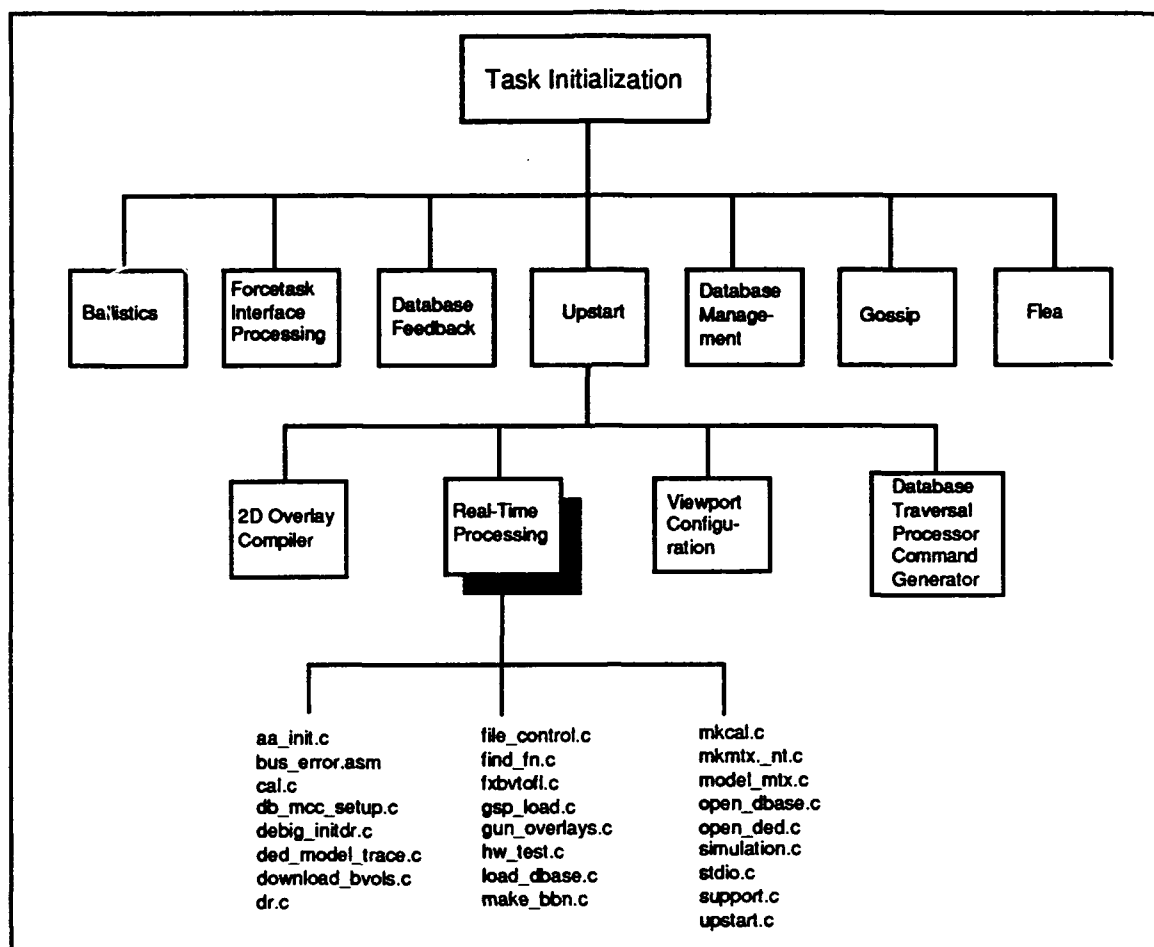 Task Initialization
Ballistics
Forcetask
Interface
Processing
Database
Feedback
Upstart
Database
Manage-
ment
Gossip
Flea
2D Overlay
Compiler
Real-Time
Processing
Viewport
Configu-
ration
Database
Traversal
Processor
Command
Generator
aa_init.c
bus_error.asm
cal.c
db_mcc_setup.c
debig_initdr.c
ded_model_trace.c
download_bvols.c
dr.c
file_control.c
find_fn.c
fxbvtofl.c
gsp_load.c
gun_overlays.c
hw_test.c
load_dbase.c
make_bbn.c
mkcal.c
mkmtx._nt.c
model_mtx.c
open_dbase.c
open_ded.c
simulation.c
stdio.c
support.c
upstart.c